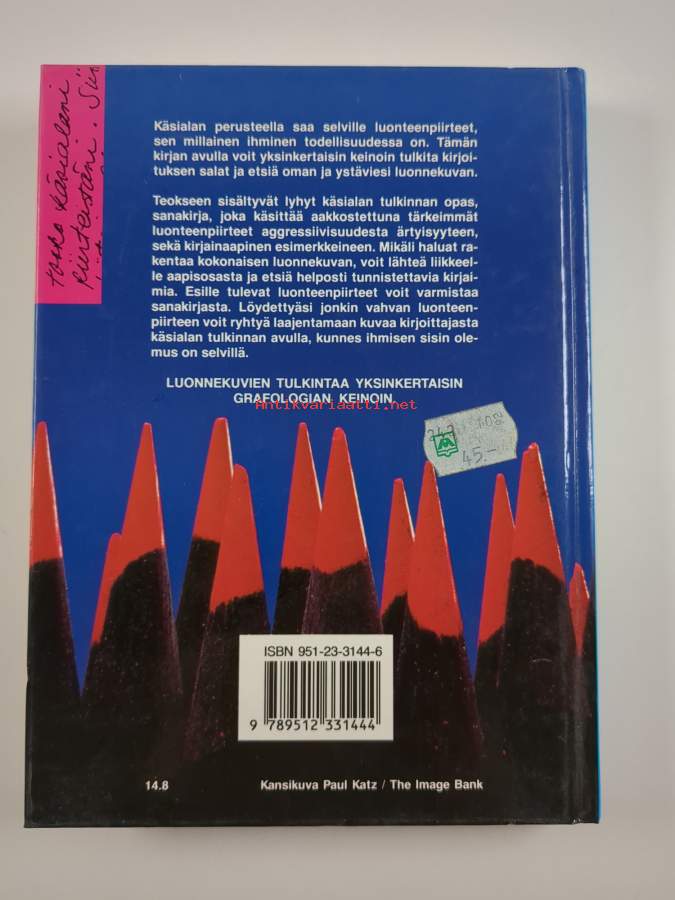 toska käsialani
piirteistäni. Sii
Käsialan perusteella saa selville luonteenpiirteet,
sen millainen ihminen todellisuudessa on. Tämän
kirjan avulla voit yksinkertaisin keinoin tulkita kirjoi-
tuksen salat ja etsiä oman ja ystäviesi luonnekuvan.
Teokseen sisältyvät lyhyt käsialan tulkinnan opas,
sanakirja, joka käsittää aakkostettuna tärkeimmät
luonteenpiirteet aggressiivisuudesta ärtyisyyteen,
sekä kirjainaapinen esimerkkeineen. Mikäli haluat ra-
kentaa kokonaisen luonnekuvan, voit lähteä liikkeel-
le aapisosasta ja etsiä helposti tunnistettavia kirjai-
mia. Esille tulevat luonteenpiirteet voit varmistaa
sanakirjasta. Löydettyäsi jonkin vahvan luonteen-
piirteen voit ryhtyä laajentamaan kuvaa kirjoittajasta
käsialan tulkinnan avulla, kunnes ihmisen sisin ole-
mus on selvillä.
LUONNEKUVIEN TULKINTAA YKSINKERTAISIN
GRAFOLOGIAN KEINOIN
Antikvariaatti.net
45.-
ISBN 951-23-3144-6
9 789512 331444
14.8 Kansikuva Paul Katz / The Image Bank